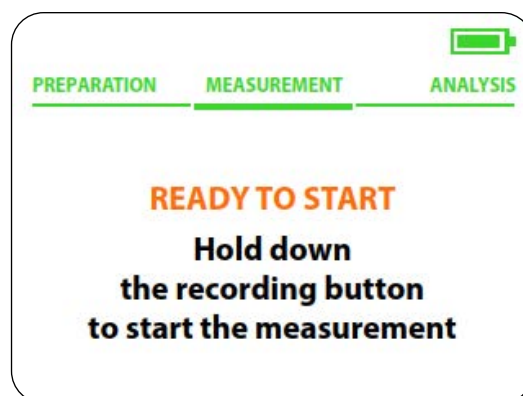 PREPARATION MEASUREMENT ANALYSIS
READY TO START
Hold down
the recording button
to start the measurement